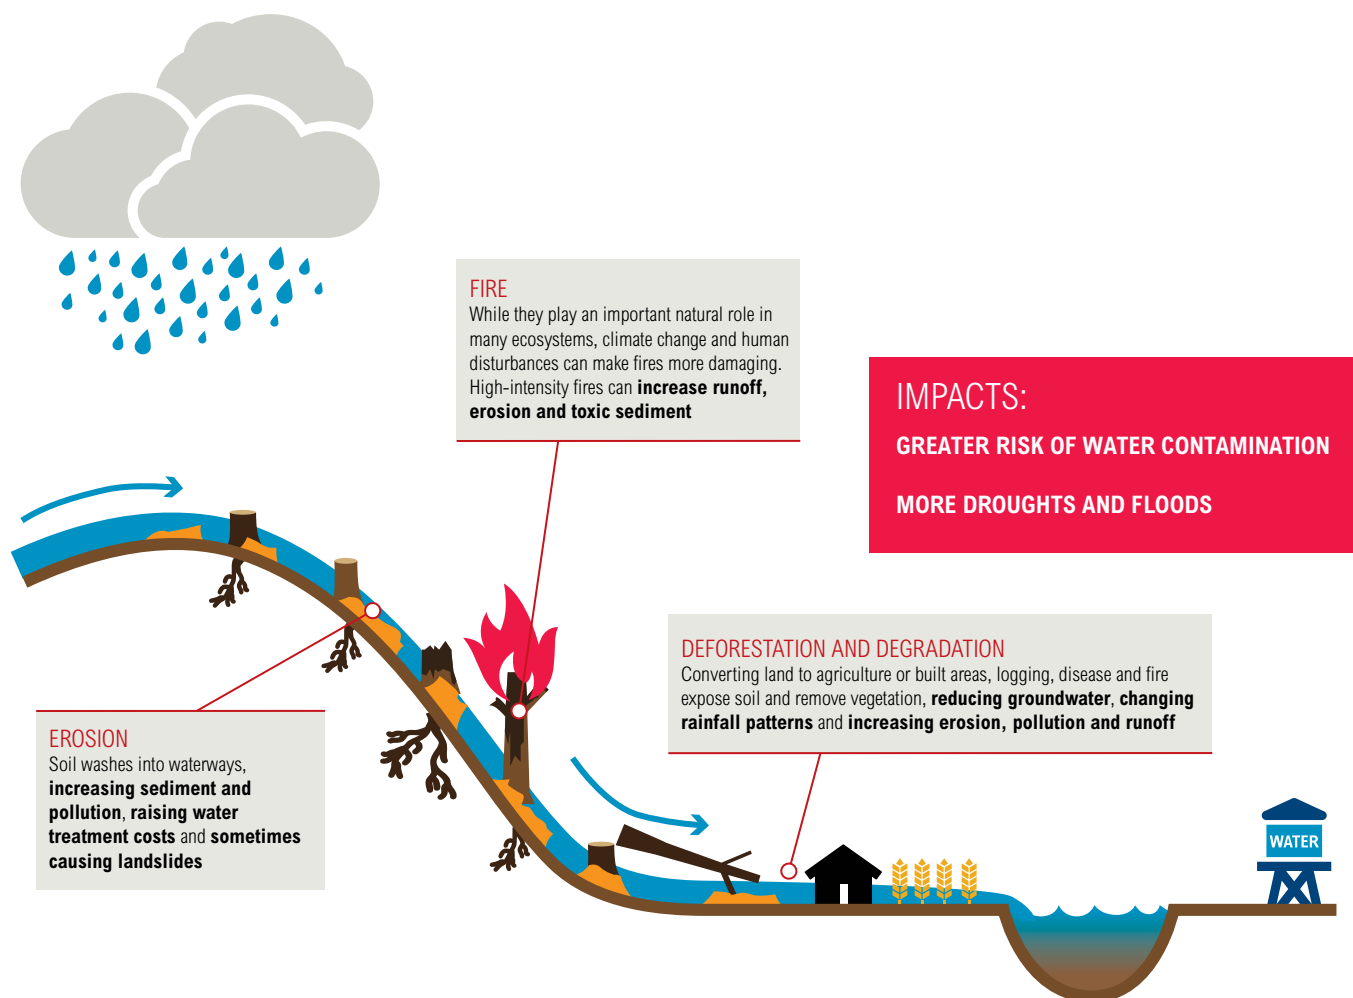 FIRE
While they play an important natural role in
many ecosystems, climate change and human
disturbances can make fires more damaging.
High-intensity fires can increase runoff,
erosion and toxic sediment
IMPACTS:
GREATER RISK OF WATER CONTAMINATION
MORE DROUGHTS AND FLOODS
DEFORESTATION AND DEGRADATION
Converting land to agriculture or built areas, logging, disease and fire
expose soil and remove vegetation, reducing groundwater, changing
rainfall patterns and increasing erosion, pollution and runoff
EROSION
Soil washes into waterways,
increasing sediment and
pollution, raising water
treatment costs and sometimes
causing landslides
WATER